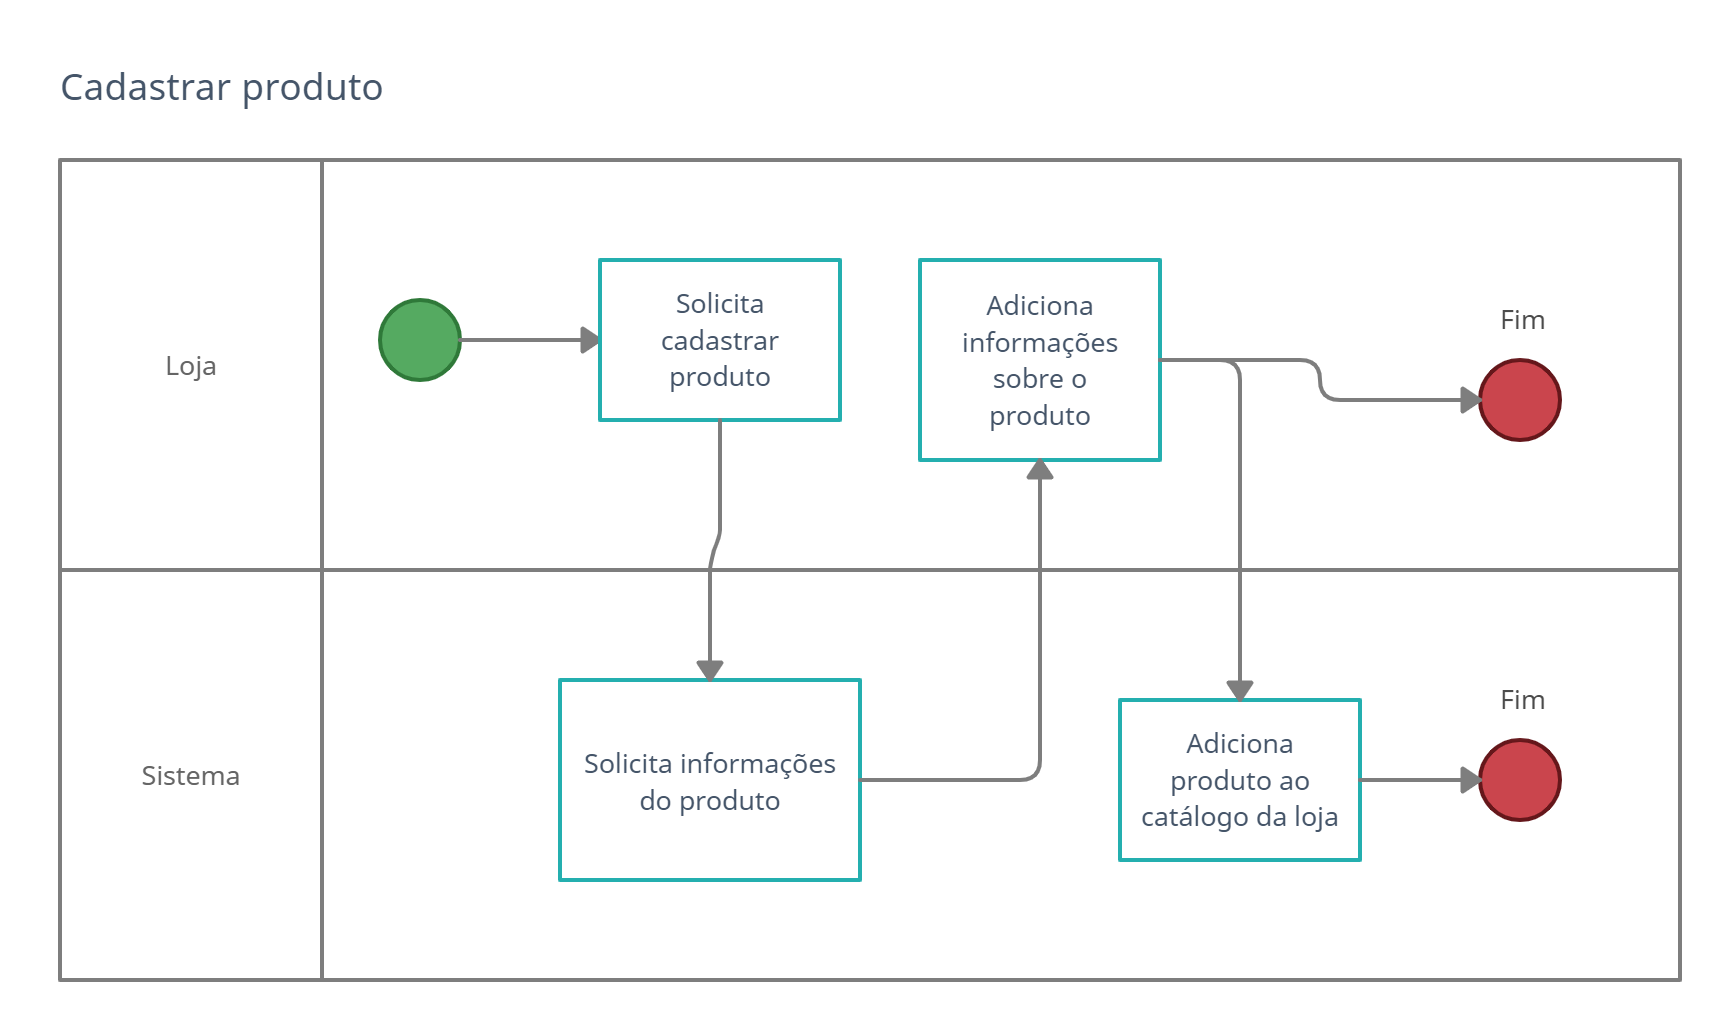 Cadastrar produto
Loja
Solicita
cadastrar
produto
Adiciona
informações
sobre o
produto
Fim
Sistema
Solicita informações
do produto
Adiciona
produto ao
catálogo da loja
Fim